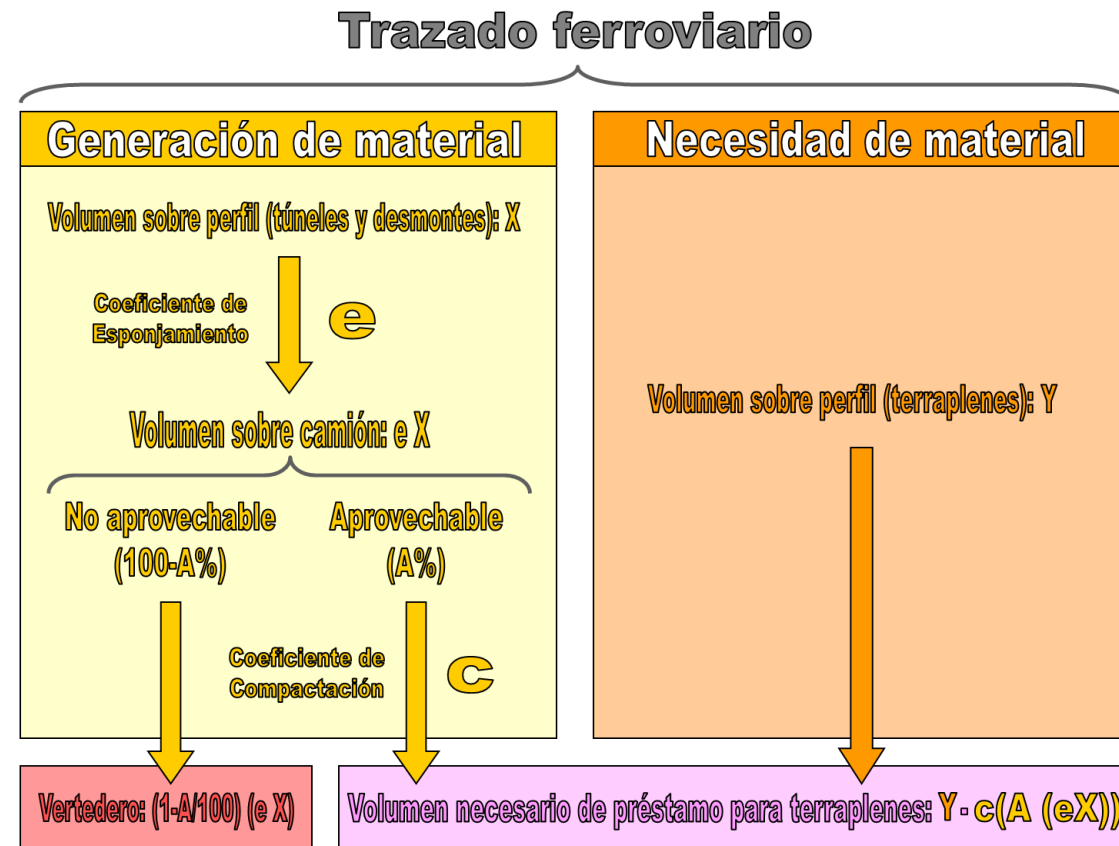 Trazado ferroviario
Generación de material
Volumen sobre perfil (túneles y desmontes): X
Coeficiente de
Esponjamiento
e
Volumen sobre camión: e X
No aprovechable
(100-A%)
Aprovechable
(A%)
Coeficiente de
Compactación
c
Vertedero: (1-A/100) (e X)
Necesidad de material
Volumen sobre perfil (terraplenes): Y
Volumen necesario de préstamo para terraplenes: Y - c(A (eX))